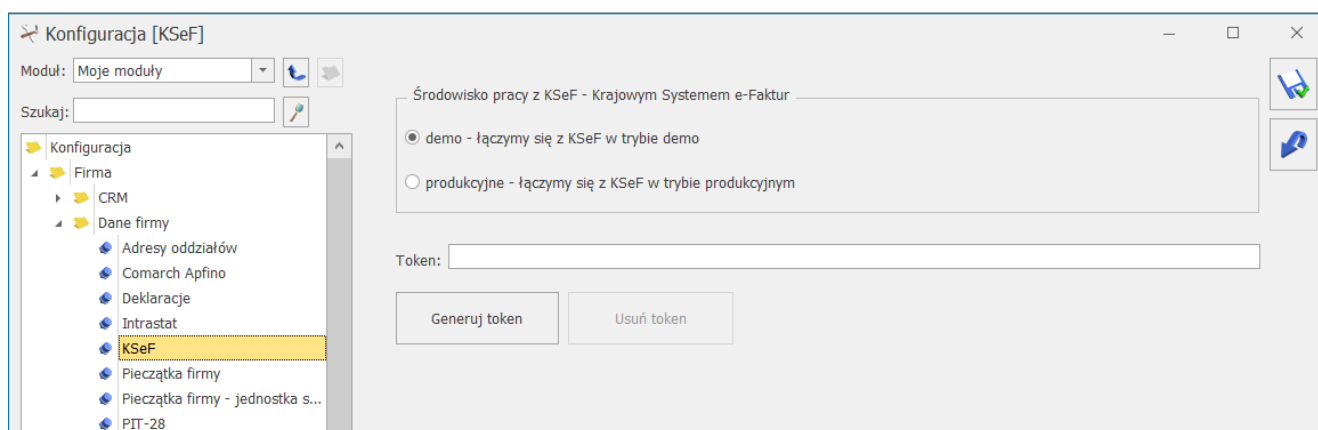 Konfiguracja [KSeF]
Moduł: Moje moduły
Szukaj:
Konfiguracja
Firma
CRM
Dane firmy
Adresy oddziałów
Comarch Apfino
Deklaracje
Intrastat
KSeF
Pieczątka firmy
Pieczątka firmy - jednostka s...
PIT-28
Środowisko pracy z KSeF - Krajowym Systemem e-Faktur
demo - łączymy się z KSeF w trybie demo
produkcyjne - łączymy się z KSeF w trybie produkcyjnym
Token:
Generuj token Usuń token